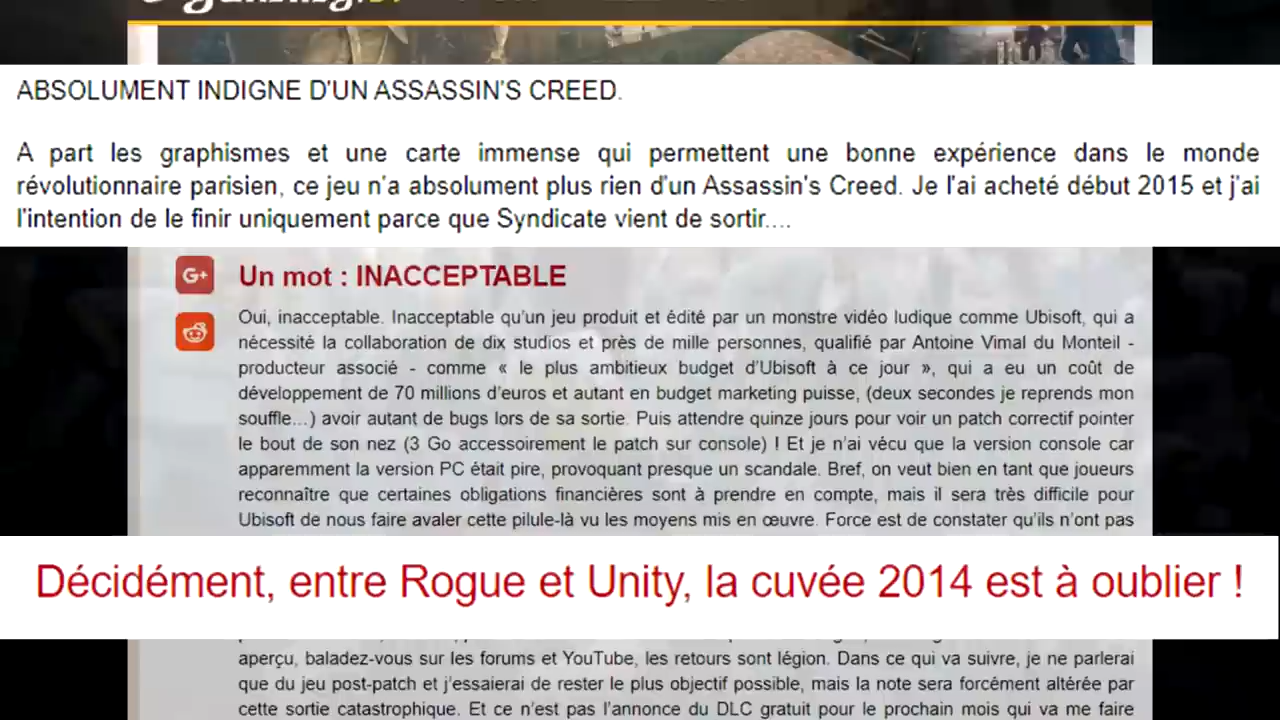 ABSOLUMENT INDIGNE D'UN ASSASSIN'S CREED.
A part les graphismes et une carte immense qui permettent une bonne expérience dans le monde
révolutionnaire parisien, ce jeu n'a absolument plus rien d'un Assassin's Creed. Je l'ai acheté début 2015 et j'ai
l'intention de le finir uniquement parce que Syndicate vient de sortir....
G+
Un mot : INACCEPTABLE
Oui, inacceptable. Inacceptable qu'un jeu produit et édité par un monstre vidéo ludique comme Ubisoft, qui a
nécessité la collaboration de dix studios et près de mille personnes, qualifié par Antoine Vimal du Monteil -
producteur associé - comme « le plus ambitieux budget d'Ubisoft à ce jour », qui a eu un coût de
développement de 70 millions d'euros et autant en budget marketing puisse, (deux secondes je reprends mon
souffle...) avoir autant de bugs lors de sa sortie. Puis attendre quinze jours pour voir un patch correctif pointer
le bout de son nez (3 Go accessoirement le patch sur console) ! Et je n'ai vécu que la version console car
apparemment la version PC était pire, provoquant presque un scandale. Bref, on veut bien en tant que joueurs
reconnaître que certaines obligations financières sont à prendre en compte, mais il sera très difficile pour
Ubisoft de nous faire avaler cette pilule-là vu les moyens mis en œuvre. Force est de constater qu'ils n'ont pas
Décidément, entre Rogue et Unity, la cuvée 2014 est à oublier !
aperçu, baladez-vous sur les forums et YouTube, les retours sont légion. Dans ce qui va suivre, je ne parlerai
que du jeu post-patch et j'essaierai de rester le plus objectif possible, mais la note sera forcément altérée par
cette sortie catastrophique. Et ce n'est pas l'annonce du DLC gratuit pour le prochain mois qui va me faire